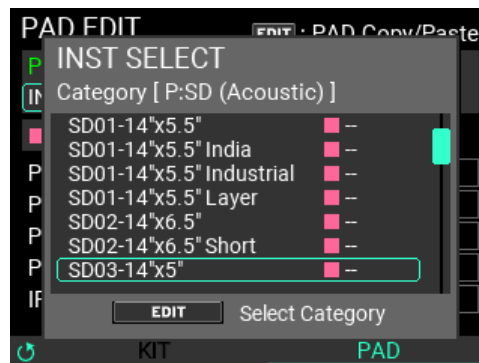 PAD EDIT
EDIT : PAD Copy/Paste
INST SELECT
Category [ P:SD (Acoustic) ]
SD01-14"x5.5" --
SD01-14"x5.5" India --
SD01-14"x5.5" Industrial --
SD01-14"x5.5" Layer --
SD02-14"x6.5" --
SD02-14"x6.5" Short --
SD03-14"x5" --
EDIT Select Category
KIT PAD